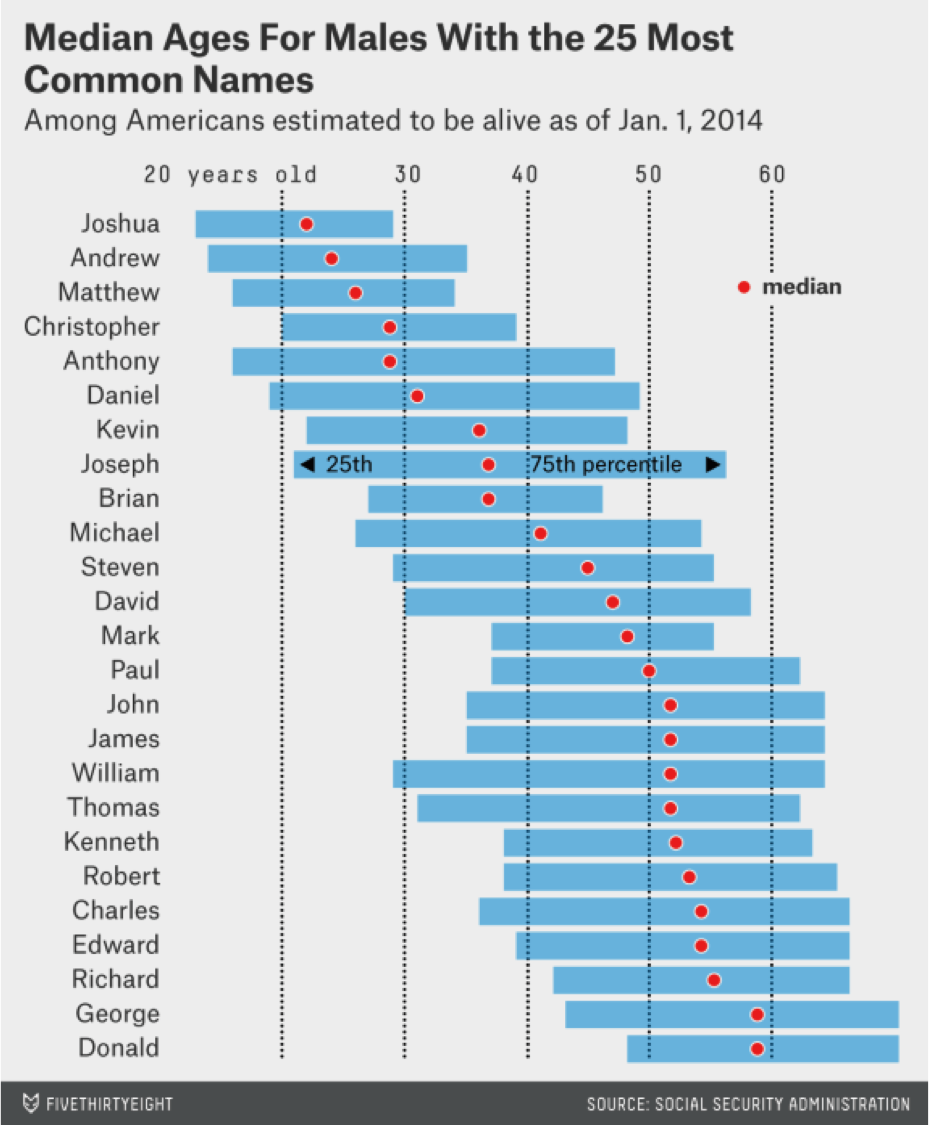 Median Ages For Males With the 25 Most
Common Names
Among Americans estimated to be alive as of Jan. 1, 2014
20 years old 30 40 50 60
Joshua
Andrew
Matthew
median
Christopher
Anthony
Daniel
Kevin
Joseph ◀ 25th 75th percentile ▶
Brian
Michael
Steven
David
Mark
Paul
John
James
William
Thomas
Kenneth
Robert
Charles
Edward
Richard
George
Donald
FIVETHIRTYEIGHT SOURCE: SOCIAL SECURITY ADMINISTRATION